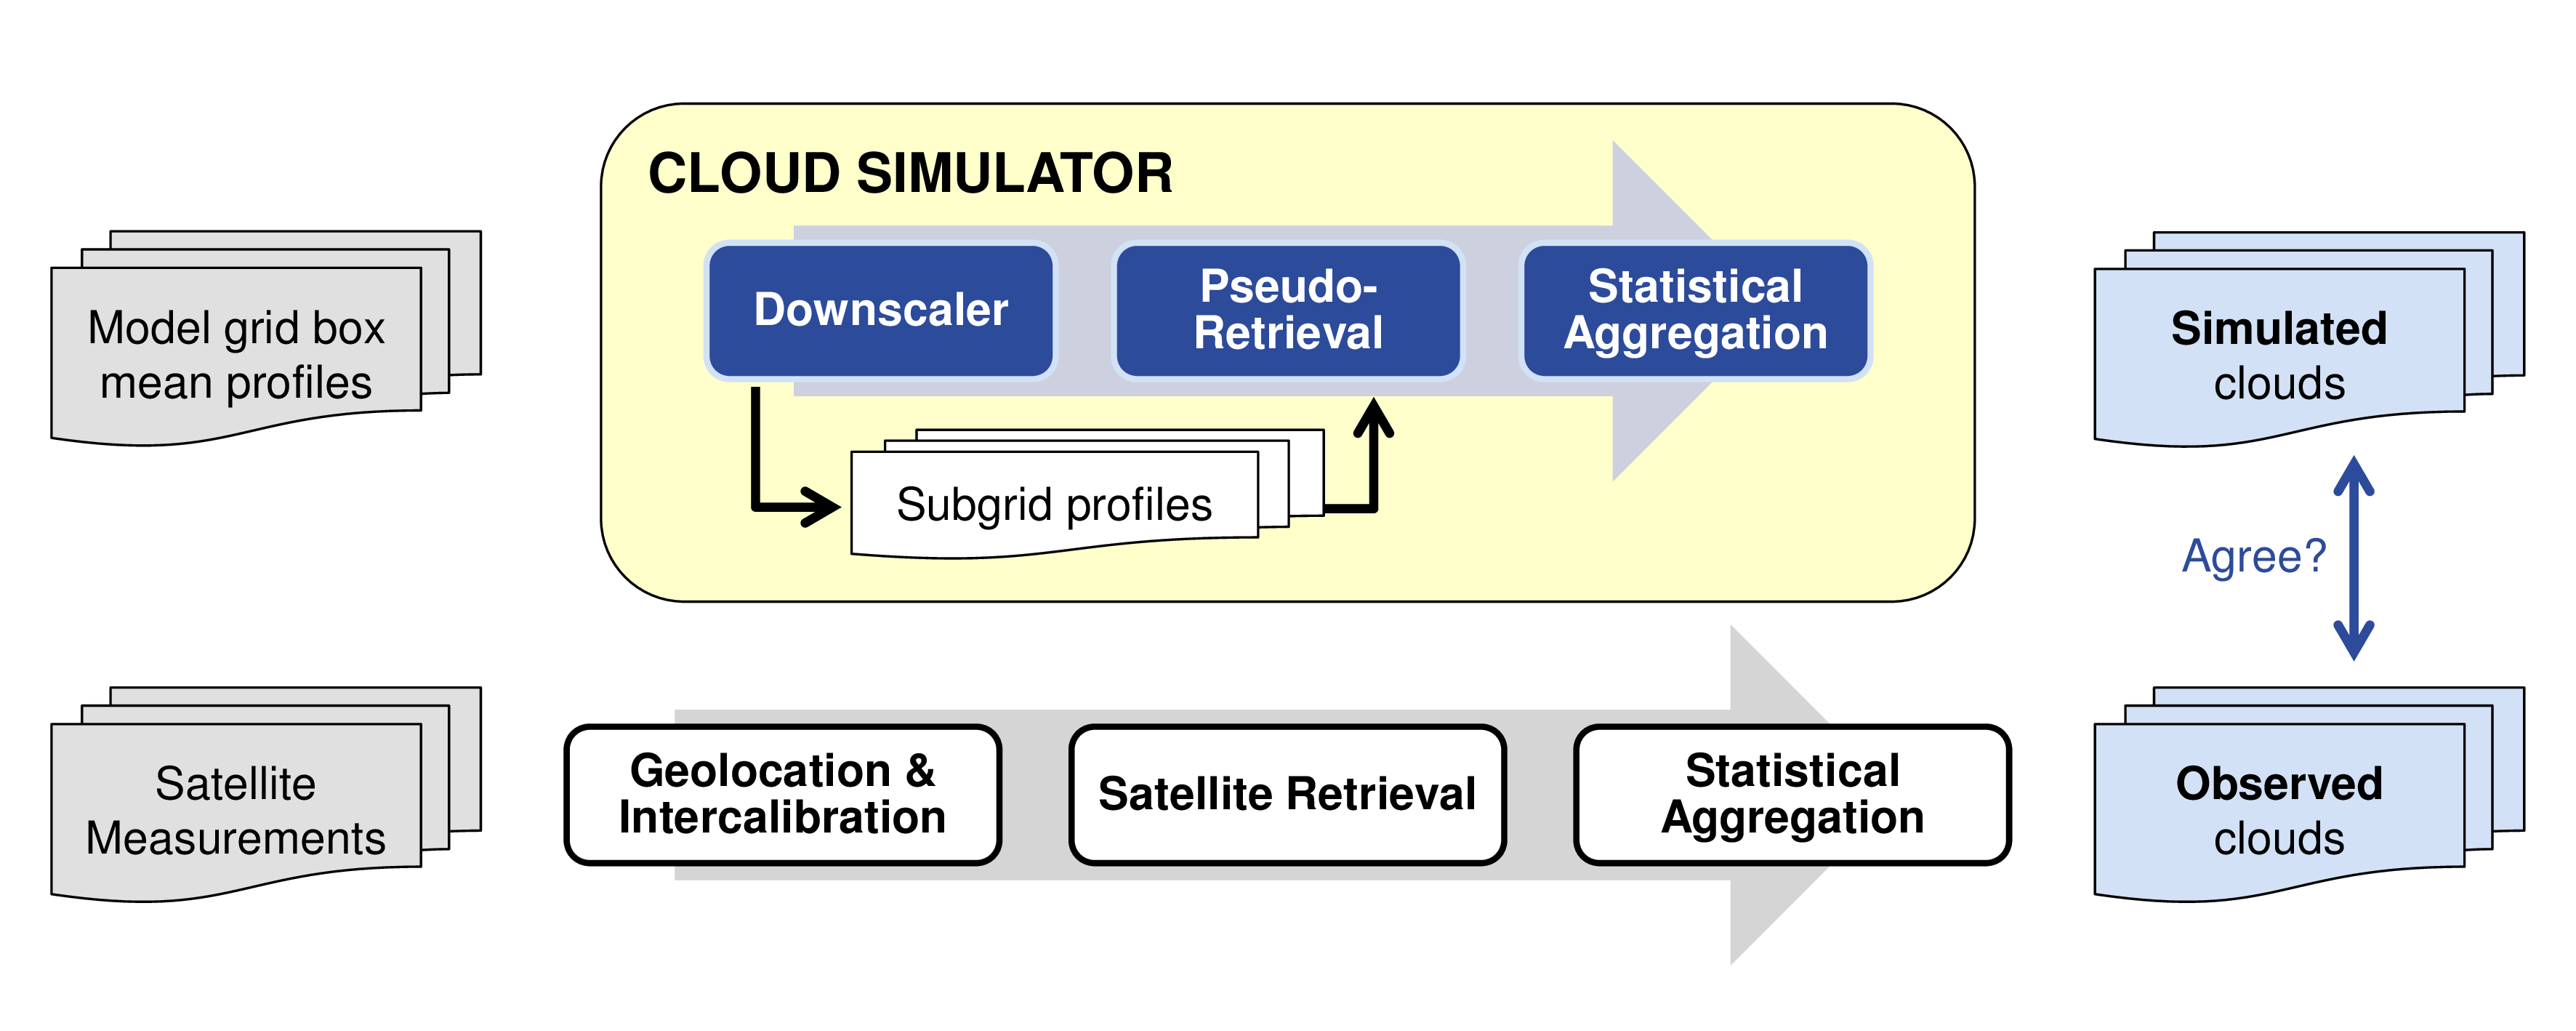 CLOUD SIMULATOR
Model grid box
mean profiles
Downscaler
Pseudo-
Retrieval
Statistical
Aggregation
Subgrid profiles
Simulated
clouds
Agree?
Satellite
Measurements
Geolocation &
Intercalibration
Satellite Retrieval
Statistical
Aggregation
Observed
clouds